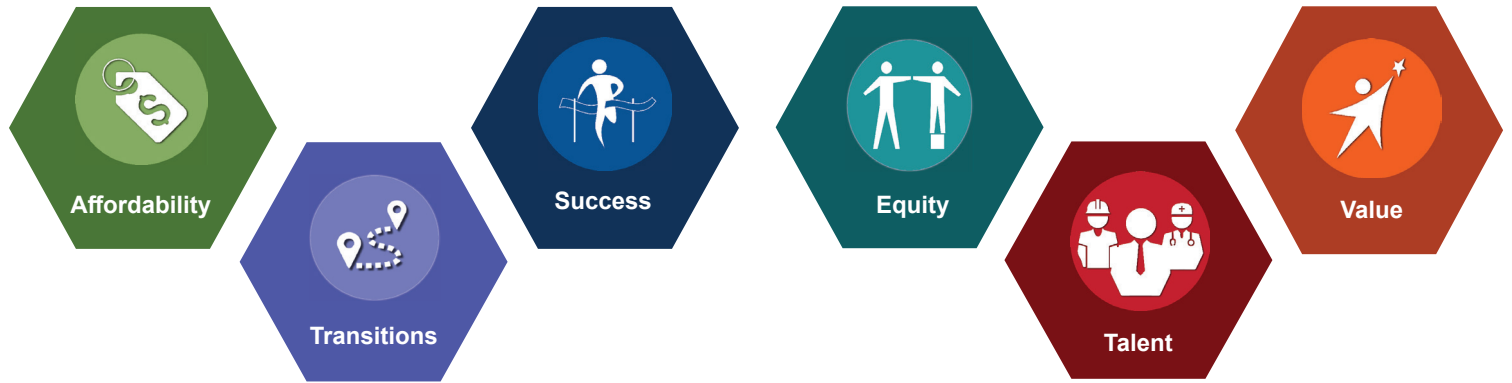 Affordability
Transitions
Success
Equity
Talent
Value